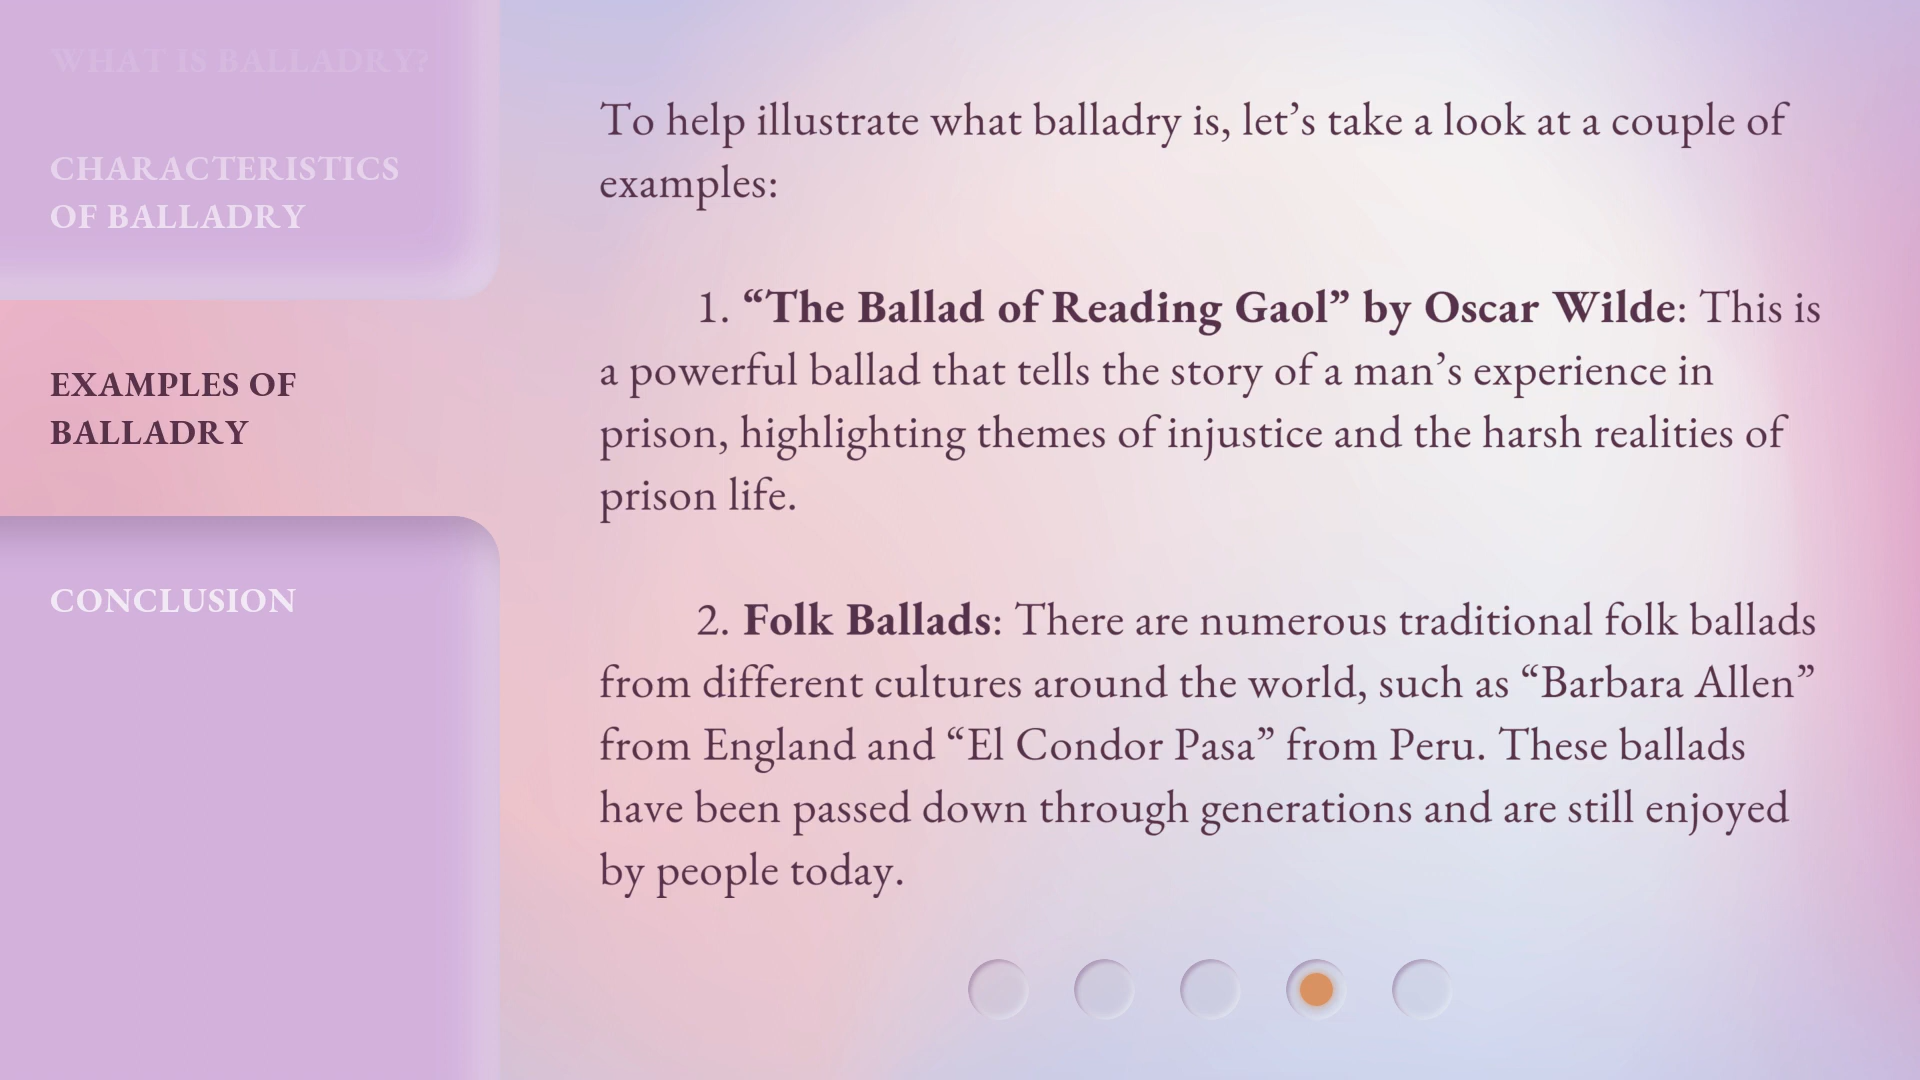 WHAT IS BALLADRY?
CHARACTERISTICS
OF BALLADRY
EXAMPLES OF
BALLADRY
CONCLUSION
To help illustrate what balladry is, let’s take a look at a couple of
examples:
1. “The Ballad of Reading Gaol” by Oscar Wilde: This is
a powerful ballad that tells the story of a man’s experience in
prison, highlighting themes of injustice and the harsh realities of
prison life.
2. Folk Ballads: There are numerous traditional folk ballads
from different cultures around the world, such as “Barbara Allen”
from England and “El Condor Pasa” from Peru. These ballads
have been passed down through generations and are still enjoyed
by people today.